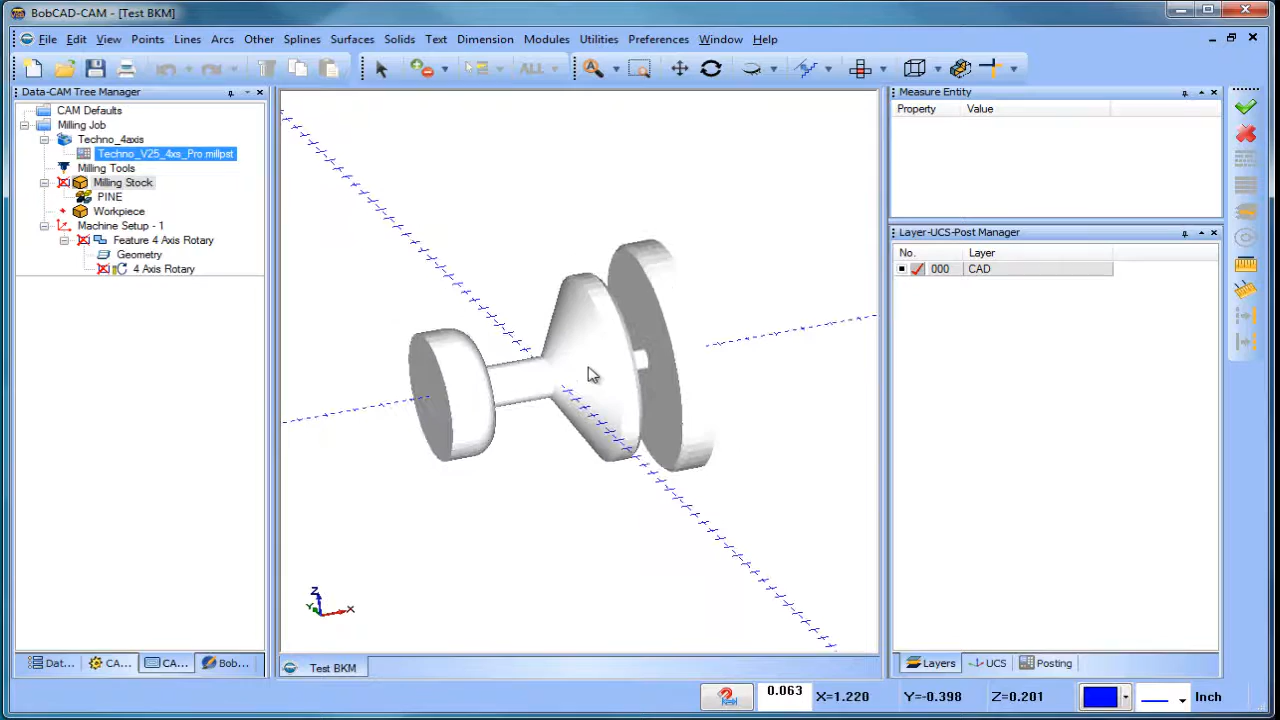 BobCAD-CAM - [Test BKM]
File Edit View Points Lines Arcs Other Splines Surfaces Solids Text Dimension Modules Utilities Preferences Window Help
ALL
Data-CAM Tree Manager
CAM Defaults
Milling Job
Techno_4axis
Techno_V25_4xs_Pro.millpst
Milling Tools
Milling Stock
PINE
Workpiece
Machine Setup - 1
Feature 4 Axis Rotary
Geometry
4 Axis Rotary
Z
Y X
Measure Entity
Property Value
Layer-UCS-Post Manager
No. Layer
000 CAD
Dat... CA... CA... Bob...
Test BKM
Layers UCS Posting
0.063 X=1.220 Y=-0.398 Z=0.201 Inch